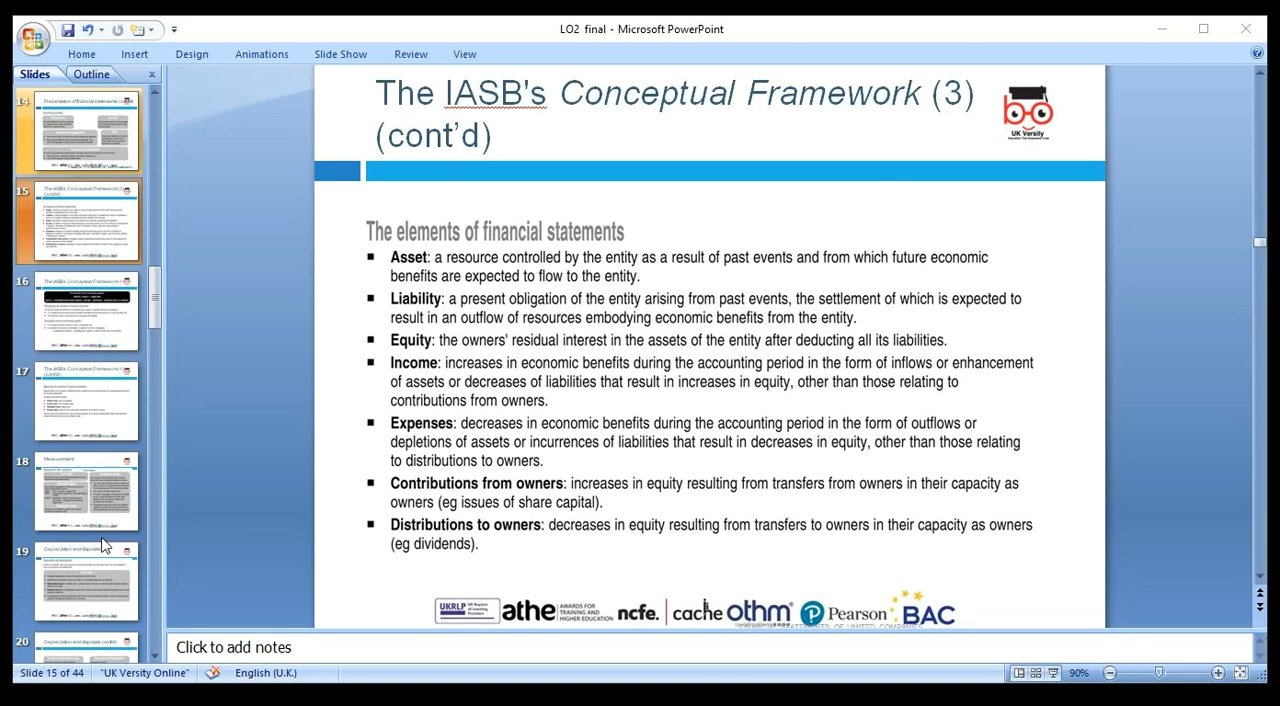 LO2 final - Microsoft PowerPoint
Home Insert Design Animations Slide Show Review View
Slides Outline
14
15
16
17
18
Measurement
19
20
The IASB's Conceptual Framework (3)
(cont'd)
UK Versity
The elements of financial statements
Asset: a resource controlled by the entity as a result of past events and from which future economic
benefits are expected to flow to the entity.
Liability: a present obligation of the entity arising from past events, the settlement of which is expected to
result in an outflow of resources embodying economic benefits from the entity.
Equity: the owners' residual interest in the assets of the entity after deducting all its liabilities.
Income: increases in economic benefits during the accounting period in the form of inflows or enhancement
of assets or decreases in liabilities that result in increases in equity, other than those relating to
contributions from owners.
Expenses: decreases in economic benefits during the accounting period in the form of outflows or
depletions of assets or incurrences of liabilities that result in decreases in equity, other than those relating
to distributions to owners.
Contributions from owners: increases in equity resulting from transfers from owners in their capacity as
owners (eg issue share capital).
Distributions to owners: decreases in equity resulting from transfers to owners in their capacity as owners
(eg dividends).
UKRLP athe AWARDS FOR TRAINING AND HIGHER EDUCATION ncfe. cache othm Pearson BAC
Click to add notes
Slide 15 of 44 "UK Versity Online" English (U.K.) 90%